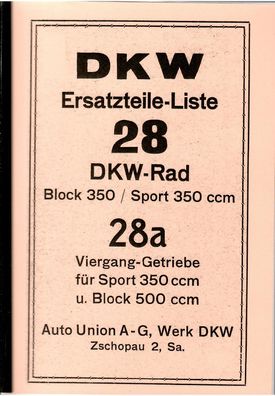 DKW
Ersatzteile-Liste
28
DKW-Rad
Block 350 / Sport 350 ccm
28a
Viergang-Getriebe
für Sport 350 ccm
u. Block 500 ccm
Auto Union A-G, Werk DKW
Zschopau 2, Sa.